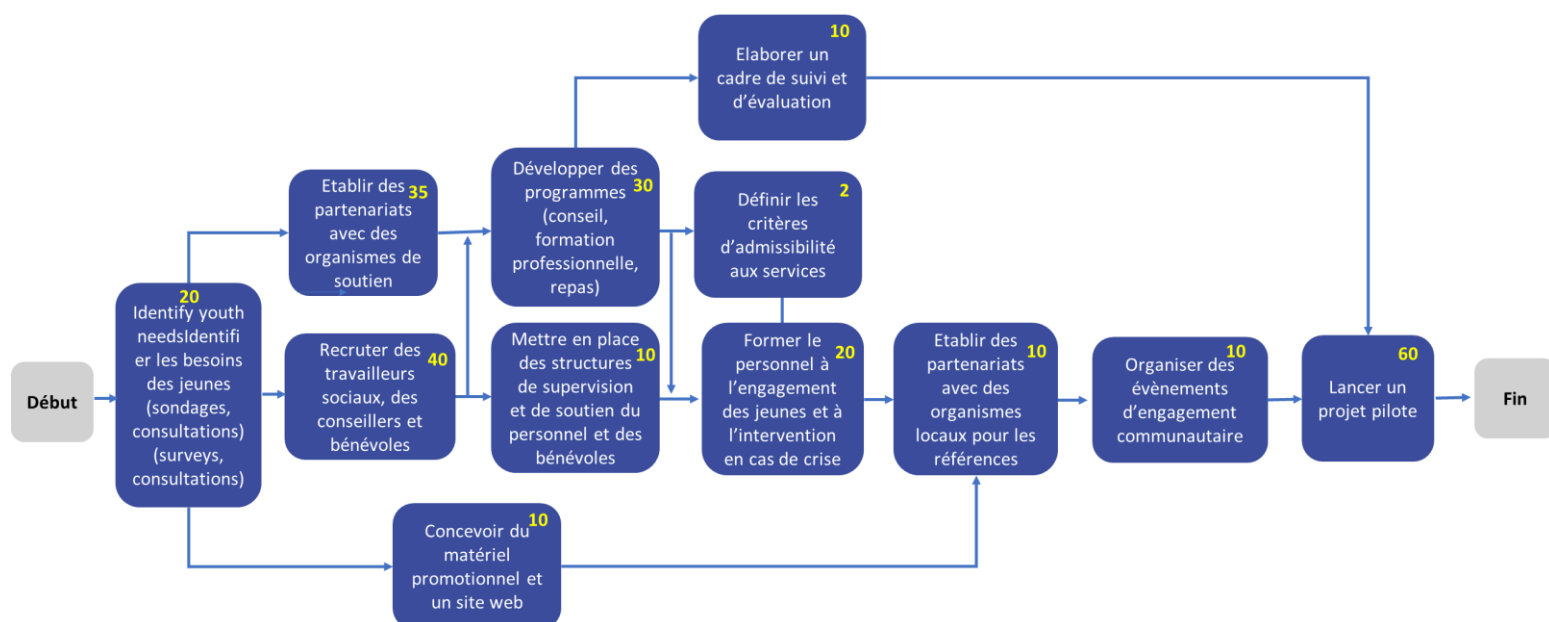 10
Elaborer un
cadre de suivi et
d’évaluation
Etablir des
35
partenariats
avec des
organismes de
soutien
Développer des
programmes
30
(conseil,
formation
professionnelle,
repas)
2
Définir les
critères
d’admissibilité
aux services
Début
20
Identify youth
needsIdentifi
er les besoins
des jeunes
(sondages,
consultations)
(surveys,
consultations)
Recruter des
travailleurs
40
sociaux, des
conseillers et
bénévoles
Mettre en place
des structures
10
de supervision
et de soutien du
personnel et des
bénévoles
Former le
personnel à
20
l’engagement
des jeunes et à
l’intervention
en cas de crise
Etablir des
10
partenariats
avec des
organismes
locaux pour les
références
10
Organiser des
évènements
d’engagement
communautaire
60
Lancer un
projet pilote
Fin
10
Concevoir du
matériel
promotionnel et
un site web